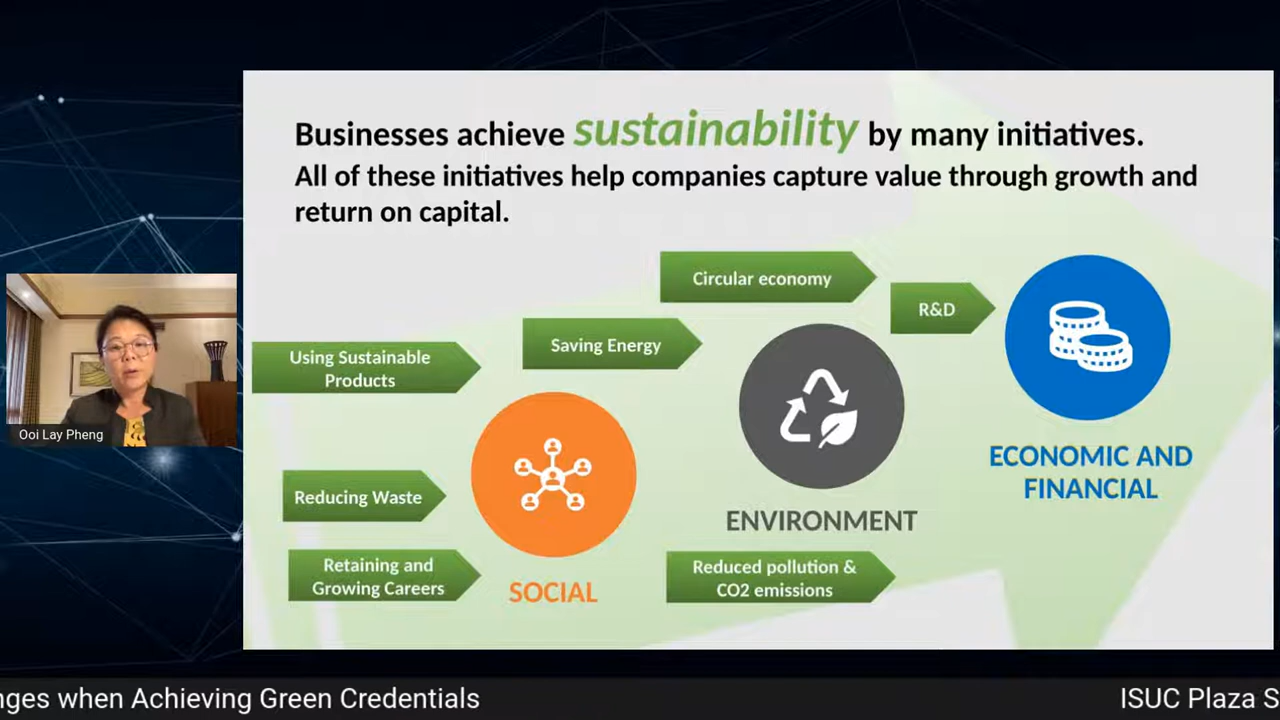 Businesses achieve sustainability by many initiatives.
All of these initiatives help companies capture value through growth and
return on capital.
Circular economy
R&D
Saving Energy
Using Sustainable
Products
ECONOMIC AND
FINANCIAL
Ooi Lay Pheng
Reducing Waste
ENVIRONMENT
Retaining and
Growing Careers
SOCIAL
Reduced pollution &
CO2 emissions
nges when Achieving Green Credentials
ISUC Plaza S